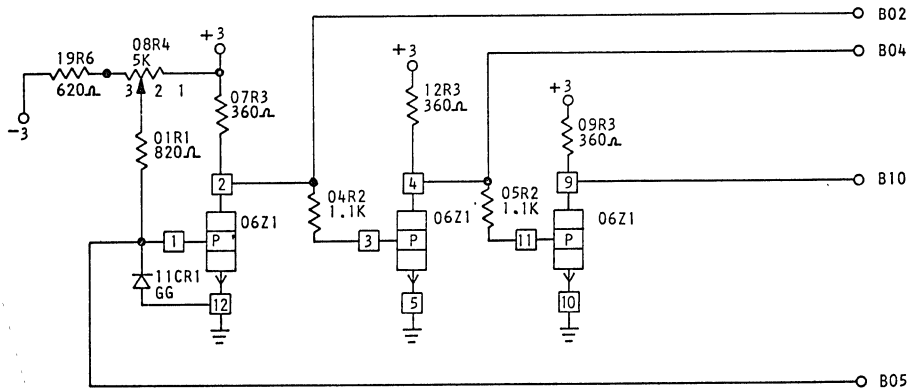 B02
B04
+3
19R6
620Ω
08R4
5K
3 2 1
-3
07R3
360Ω
+3
12R3
360Ω
+3
09R3
360Ω
01R1
820Ω
2
4
9
B10
04R2
1.1K
05R2
1.1K
06Z1
06Z1
06Z1
1
P
3
P
11
P
11CR1
GG
12
5
10
B05